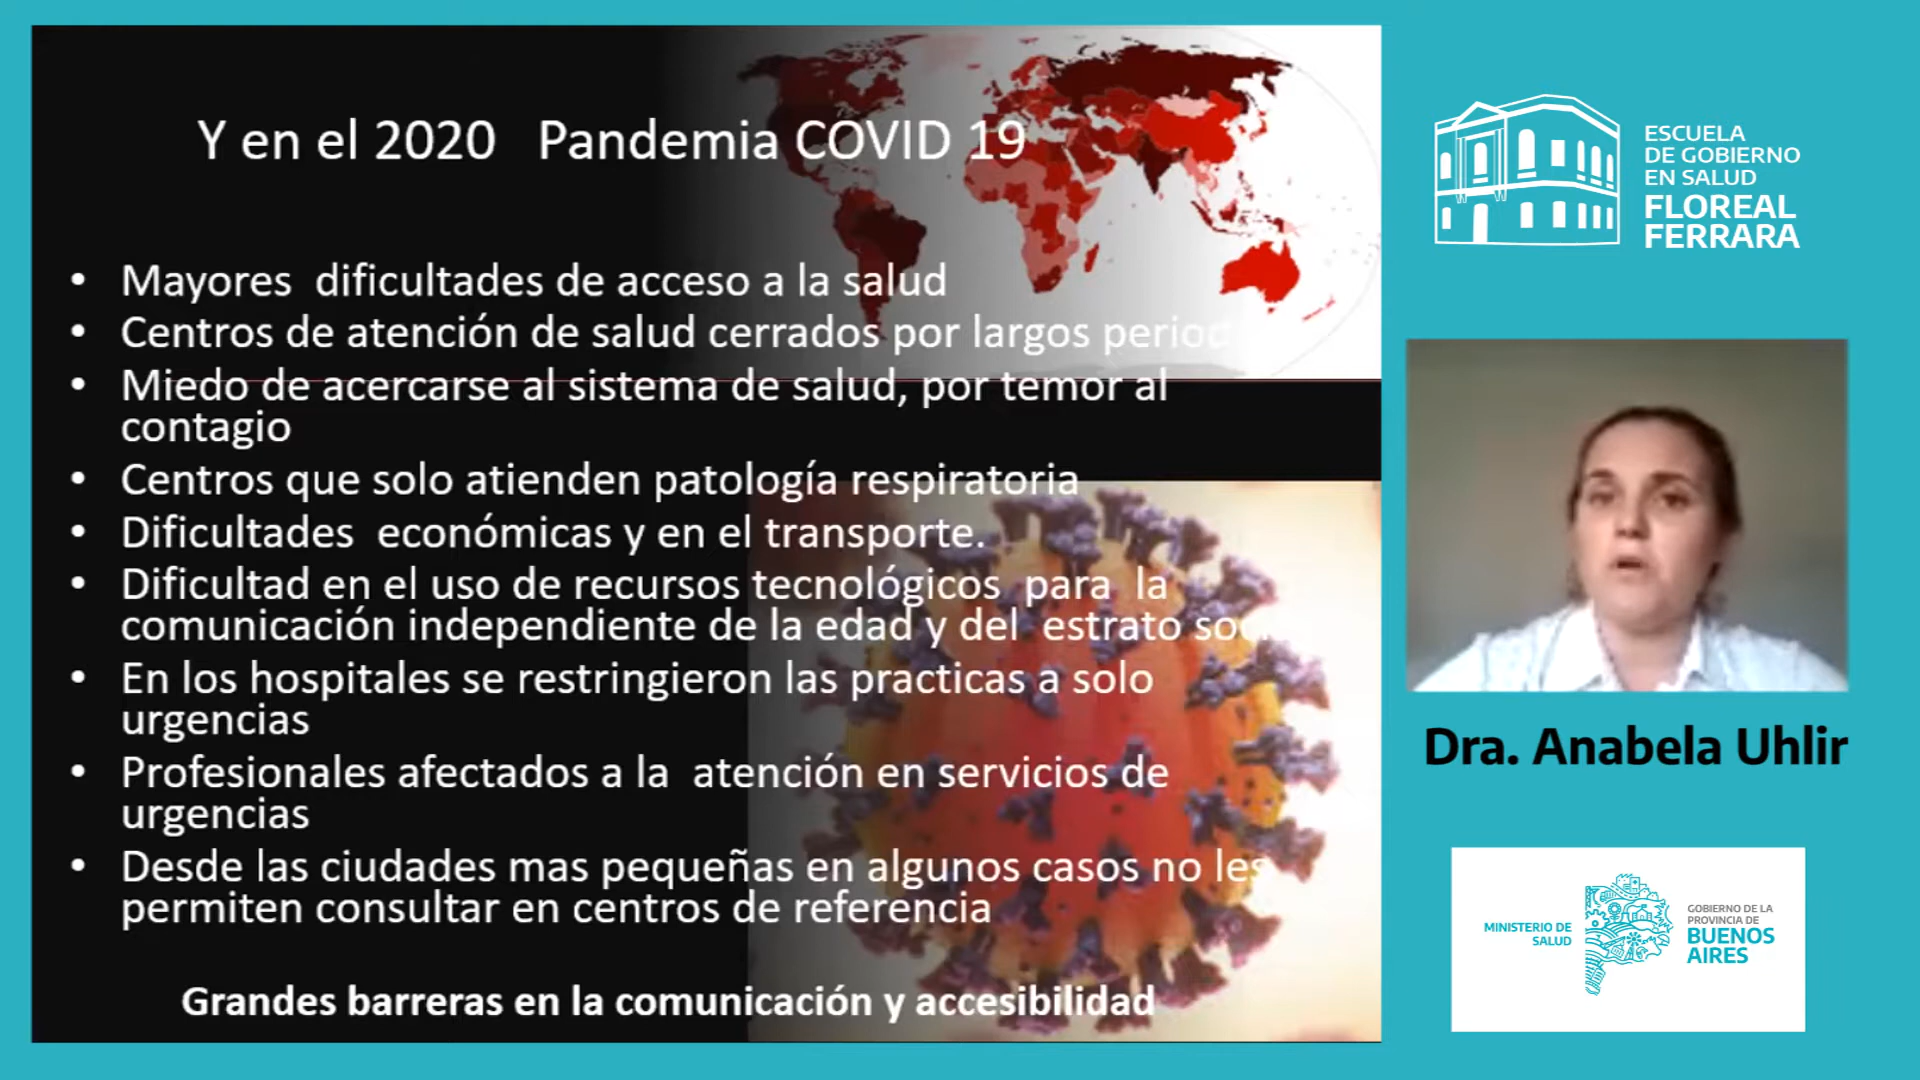 Y en el 2020 Pandemia COVID 19
• Mayores dificultades de acceso a la salud
• Centros de atención de salud cerrados por largos
• Miedo de acercarse al sistema de salud, por temor al
contagio
• Centros que solo atienden patología respiratoria
• Dificultades económicas y en el transporte.
• Dificultad en el uso de recursos tecnológicos para la
comunicación independiente de la edad y del estrato
• En los hospitales se restringieron las practicas a solo
urgencias
• Profesionales afectados a la atención en servicios de
urgencias
• Desde las ciudades mas pequeñas en algunos casos no les
permiten consultar en centros de referencia
Grandes barreras en la comunicación y accesibilidad
ESCUELA
DE GOBIERNO
EN SALUD
FLOREAL
FERRARA
Dra. Anabela Uhlir
MINISTERIO DE
SALUD
GOBIERNO DE LA
PROVINCIA DE
BUENOS
AIRES